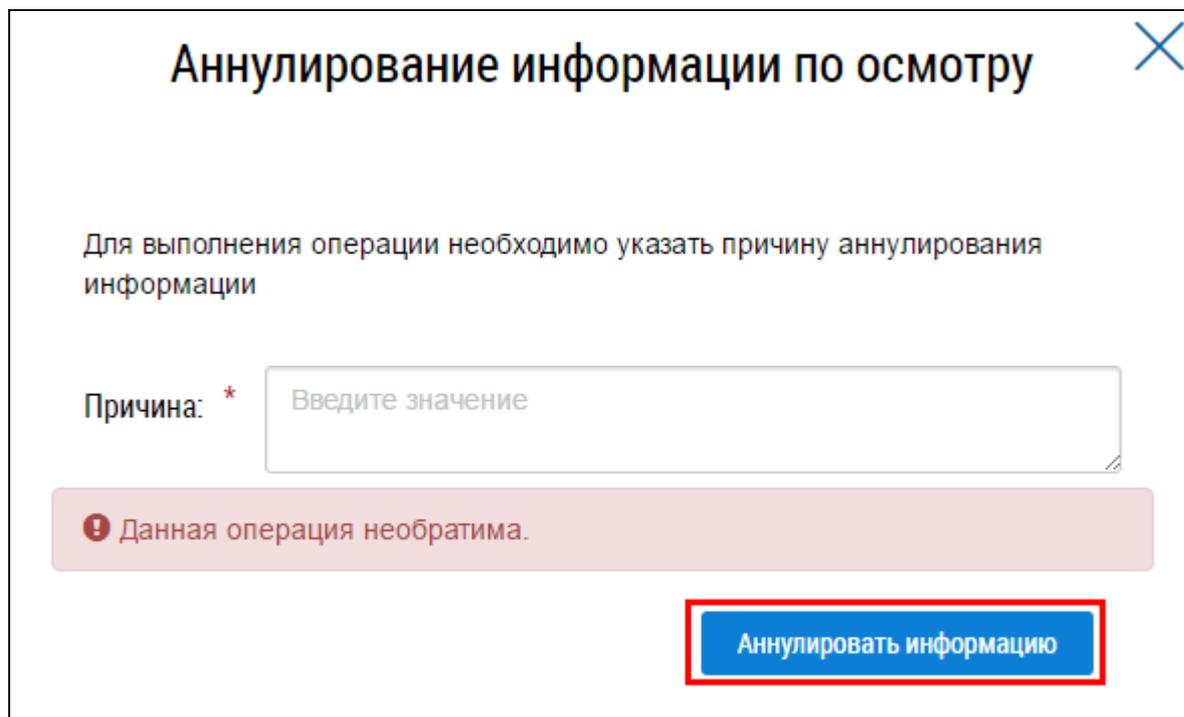 Аннулирование информации по осмотру
Для выполнения операции необходимо указать причину аннулирования
информации
Причина: * Введите значение
Данная операция необратима.
Аннулировать информацию